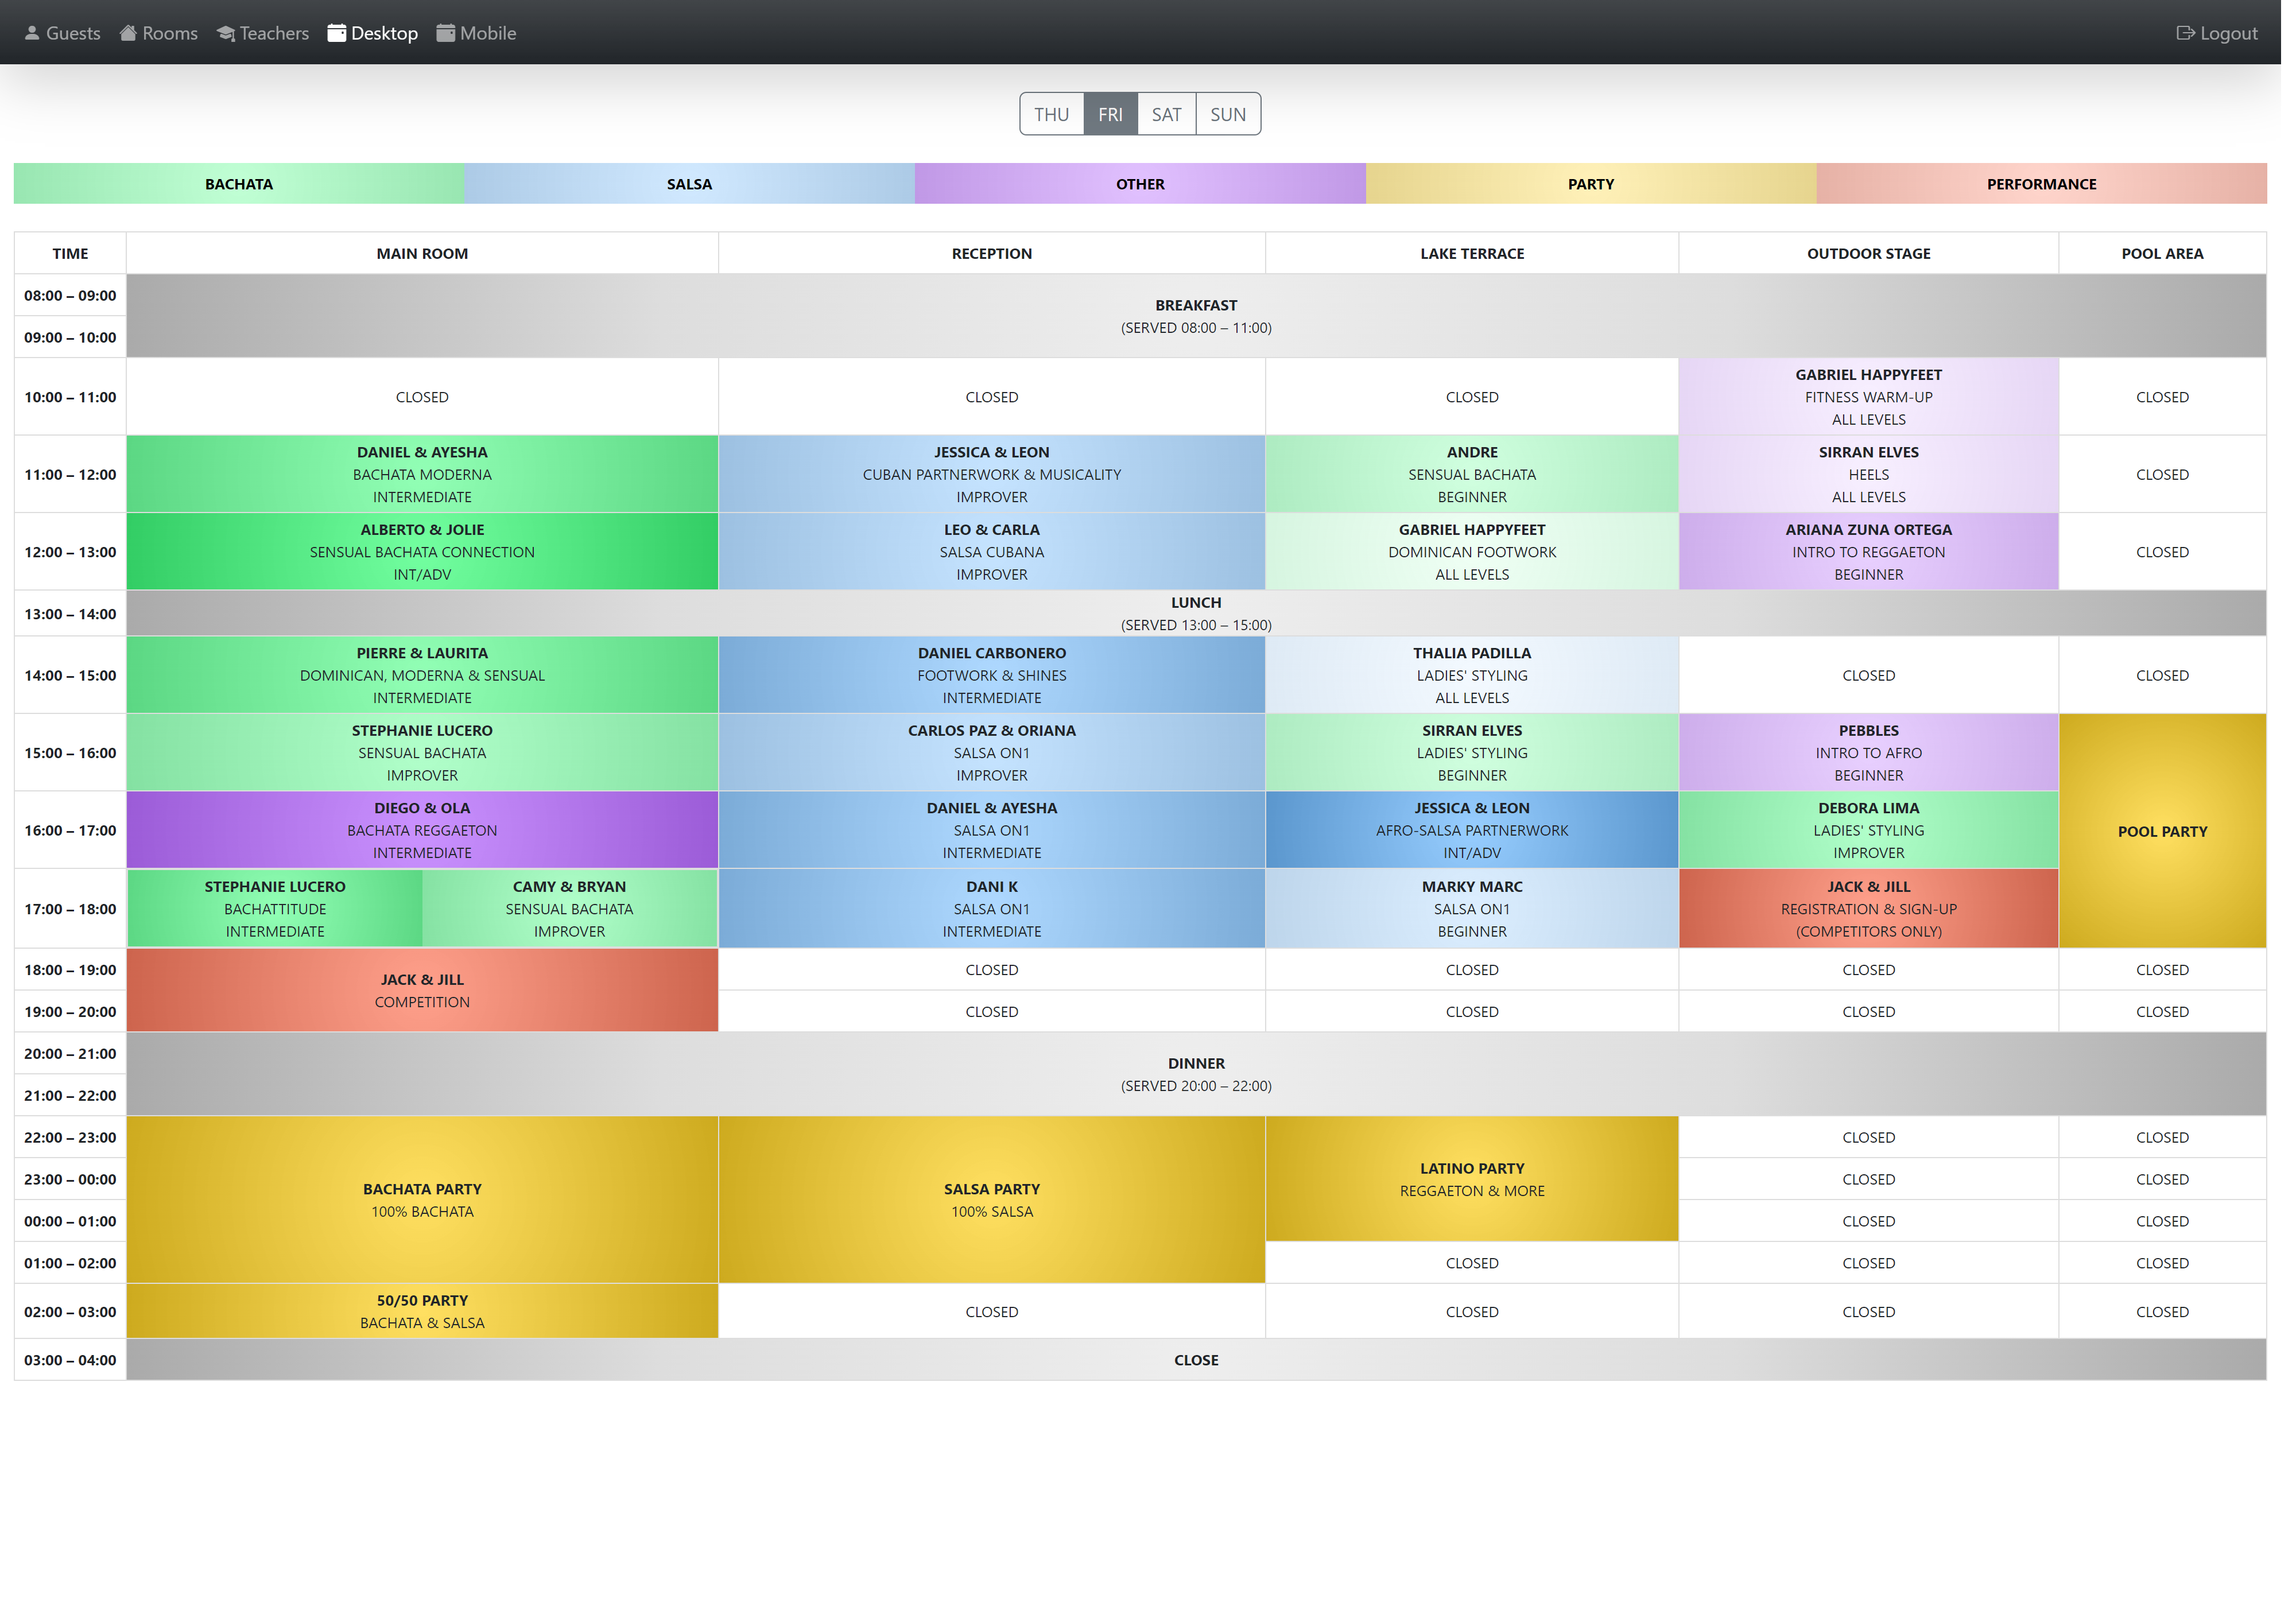 Guests Rooms Teachers Desktop Mobile Logout
THU FRI SAT SUN
BACHATA SALSA OTHER PARTY PERFORMANCE
TIME MAIN ROOM RECEPTION LAKE TERRACE OUTDOOR STAGE POOL AREA
08:00 – 09:00
09:00 – 10:00
BREAKFAST
(SERVED 08:00 – 11:00)
10:00 – 11:00
CLOSED
CLOSED
CLOSED
GABRIEL HAPPYFEET
FITNESS WARM-UP
ALL LEVELS
CLOSED
11:00 – 12:00
DANIEL & AYESHA
BACHATA MODERNA
INTERMEDIATE
JESSICA & LEON
CUBAN PARTNERWORK & MUSICALITY
IMPROVER
ANDRE
SENSUAL BACHATA
BEGINNER
SIRRAN ELVES
HEELS
ALL LEVELS
CLOSED
12:00 – 13:00
ALBERTO & JOLIE
SENSUAL BACHATA CONNECTION
INT/ADV
LEO & CARLA
SALSA CUBANA
IMPROVER
GABRIEL HAPPYFEET
DOMINICAN FOOTWORK
ALL LEVELS
ARIANA ZUNA ORTEGA
INTRO TO REGGAETON
BEGINNER
CLOSED
13:00 – 14:00
LUNCH
(SERVED 13:00 – 15:00)
14:00 – 15:00
PIERRE & LAURITA
DOMINICAN, MODERNA & SENSUAL
INTERMEDIATE
DANIEL CARBONERO
FOOTWORK & SHINES
INTERMEDIATE
THALIA PADILLA
LADIES' STYLING
ALL LEVELS
CLOSED
CLOSED
15:00 – 16:00
STEPHANIE LUCERO
SENSUAL BACHATA
IMPROVER
CARLOS PAZ & ORIANA
SALSA ON1
IMPROVER
SIRRAN ELVES
LADIES' STYLING
BEGINNER
PEBBLES
INTRO TO AFRO
BEGINNER
POOL PARTY
16:00 – 17:00
DIEGO & OLA
BACHATA REGGAETON
INTERMEDIATE
DANIEL & AYESHA
SALSA ON1
INTERMEDIATE
JESSICA & LEON
AFRO-SALSA PARTNERWORK
INT/ADV
DEBORA LIMA
LADIES' STYLING
IMPROVER
17:00 – 18:00
STEPHANIE LUCERO
BACHATTITUDE
INTERMEDIATE
CAMY & BRYAN
SENSUAL BACHATA
IMPROVER
DANI K
SALSA ON1
INTERMEDIATE
MARKY MARC
SALSA ON1
BEGINNER
JACK & JILL
REGISTRATION & SIGN-UP
(COMPETITORS ONLY)
18:00 – 19:00
JACK & JILL
COMPETITION
CLOSED
CLOSED
CLOSED
CLOSED
19:00 – 20:00
CLOSED
CLOSED
CLOSED
CLOSED
20:00 – 21:00
21:00 – 22:00
DINNER
(SERVED 20:00 – 22:00)
22:00 – 23:00
BACHATA PARTY
100% BACHATA
SALSA PARTY
100% SALSA
LATINO PARTY
REGGAETON & MORE
CLOSED
CLOSED
23:00 – 00:00
CLOSED
CLOSED
00:00 – 01:00
CLOSED
CLOSED
01:00 – 02:00
CLOSED
CLOSED
CLOSED
02:00 – 03:00
50/50 PARTY
BACHATA & SALSA
CLOSED
CLOSED
CLOSED
CLOSED
03:00 – 04:00
CLOSE